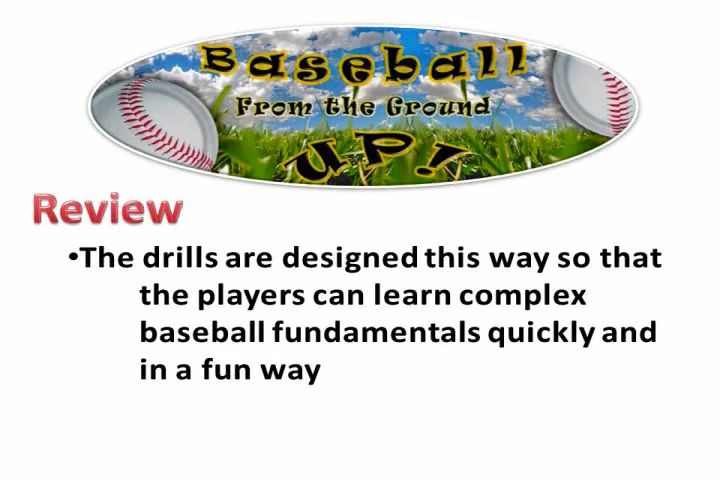 Baseball
From the Ground
UP!
Review
•The drills are designed this way so that
the players can learn complex
baseball fundamentals quickly and
in a fun way